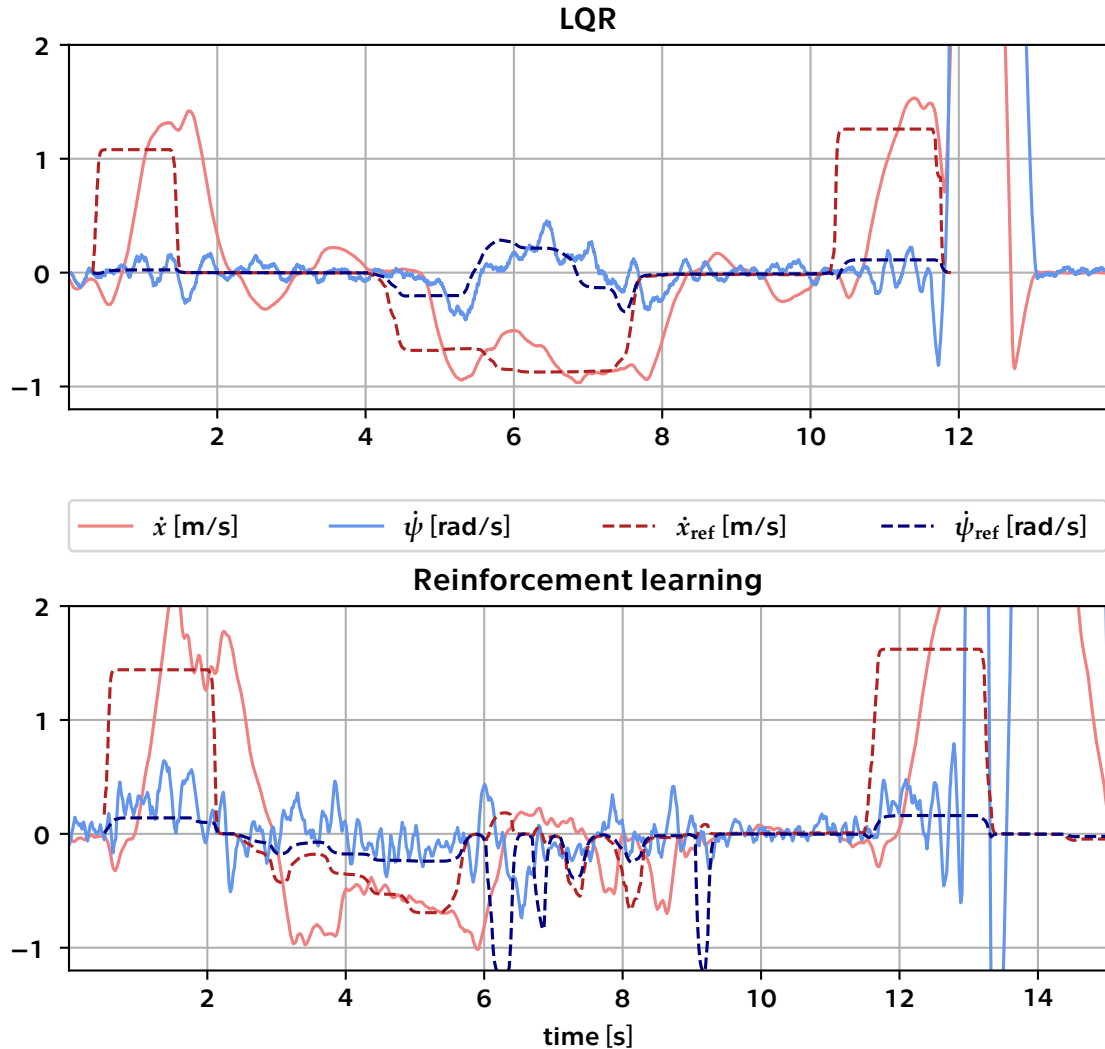 LQR
2
1
0
−1
2 4 6 8 10 12
ẋ [m/s] ψ̇ [rad/s] ẋref [m/s] ψ̇ref [rad/s]
Reinforcement learning
2
1
0
−1
2 4 6 8 10 12 14
time [s]